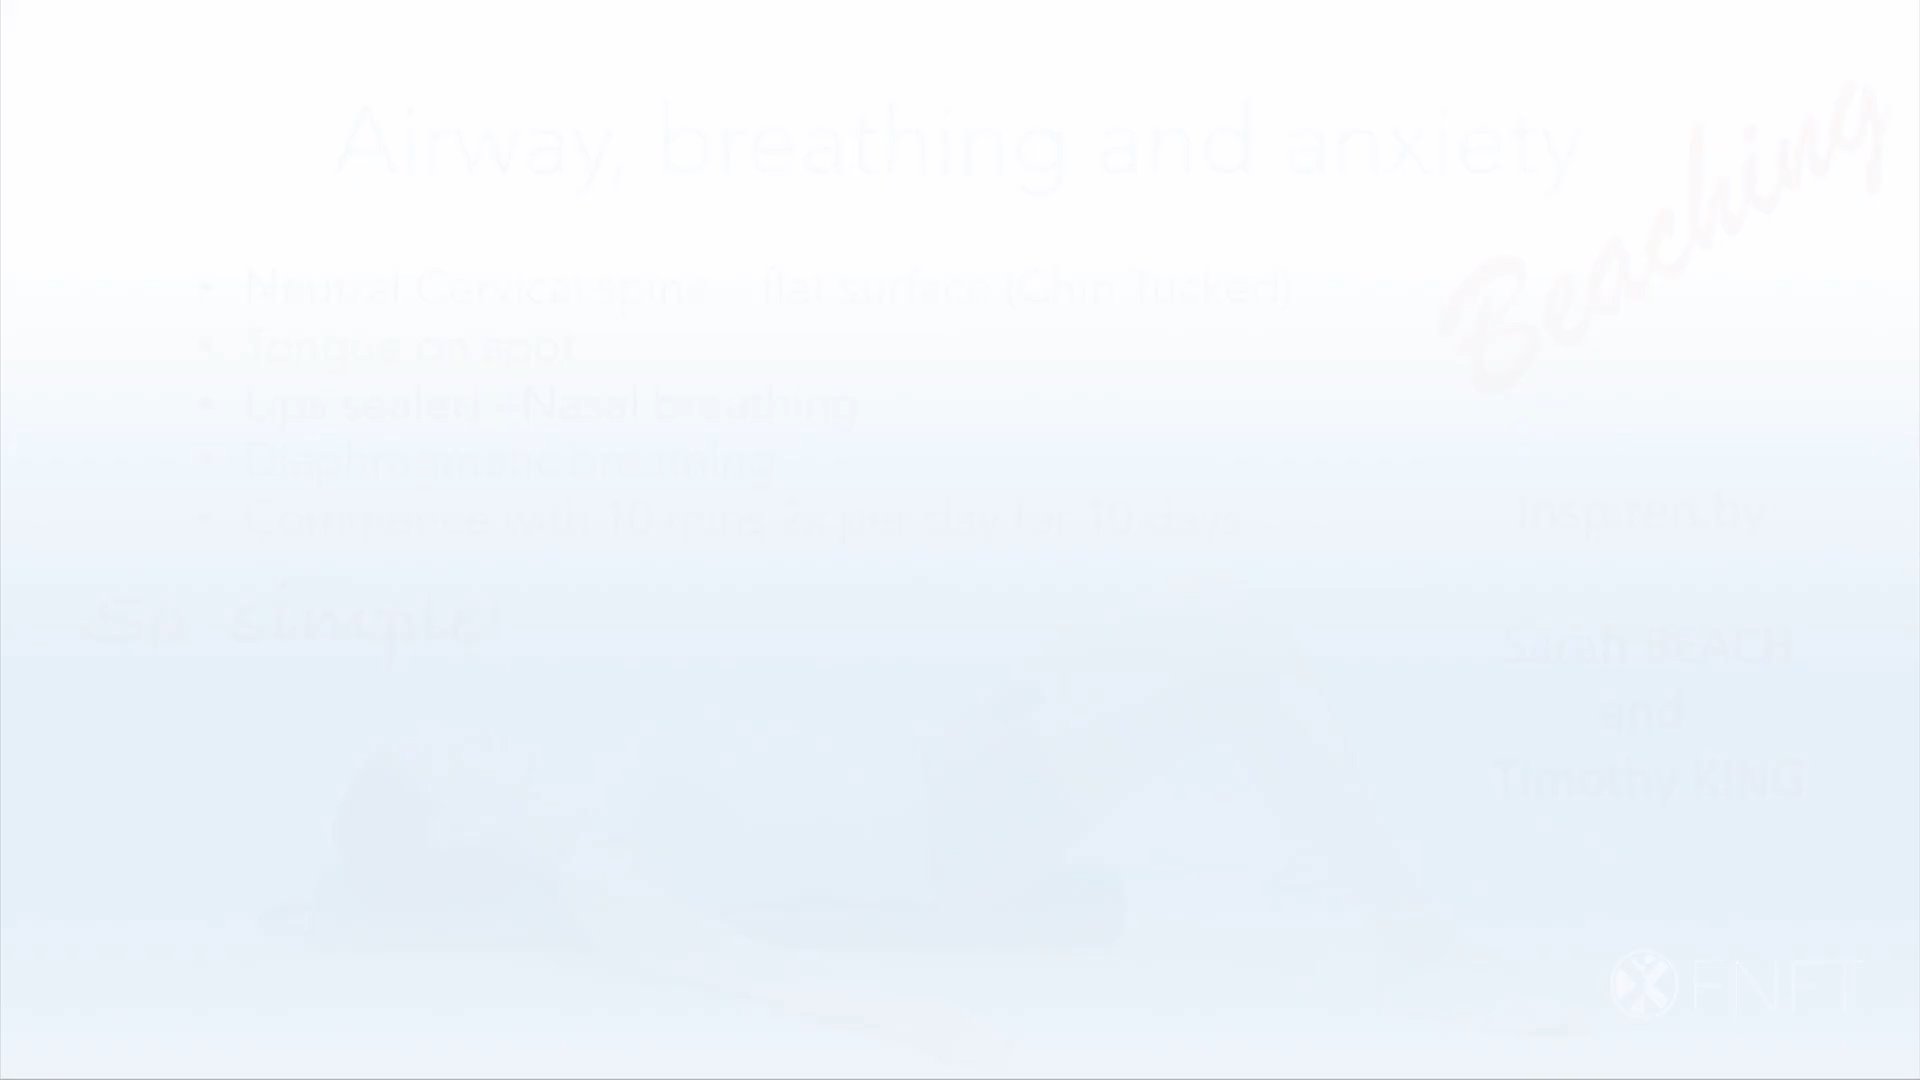 Airway, breathing and anxiety
Beaching
• Neutral Cervical spine – flat surface (Chin Tucked)
• Tongue on spot
• Lips sealed –Nasal breathing
• Diaphragmatic breathing
• Commence with 10 mins 2x per day for 10 days
So simple!
Inspired by:
Sarah BEACH
and
Timothy KING